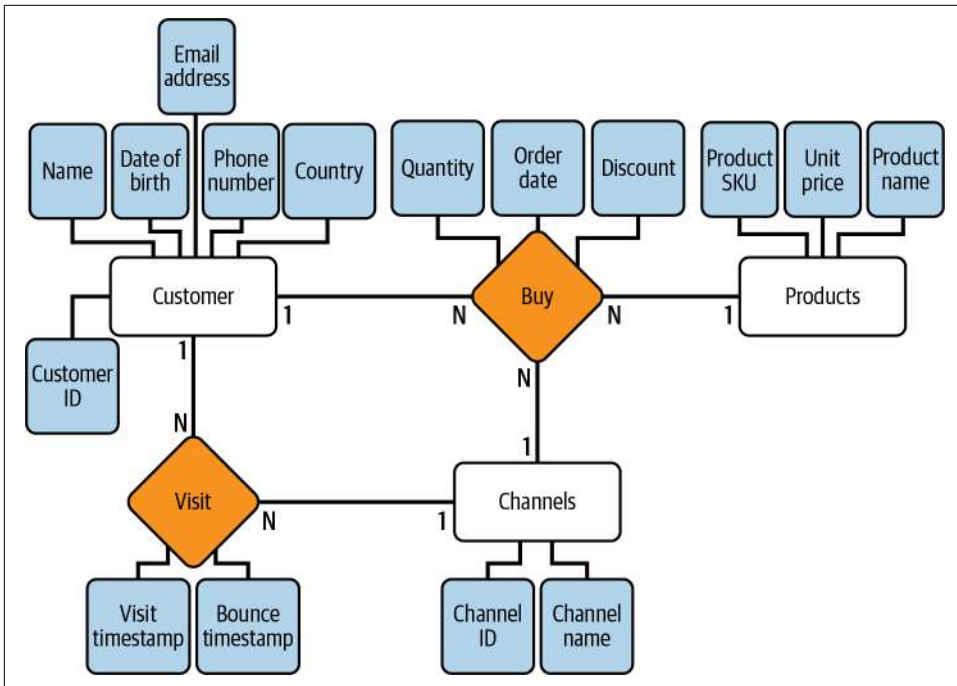 Email
address
Name
Date of
birth
Phone
number
Country
Quantity
Order
date
Discount
Product
SKU
Unit
price
Product
name
Customer
1
N
Buy
N
1
Products
Customer
ID
1
N
N
1
Visit
N
1
Channels
Visit
timestamp
Bounce
timestamp
Channel
ID
Channel
name